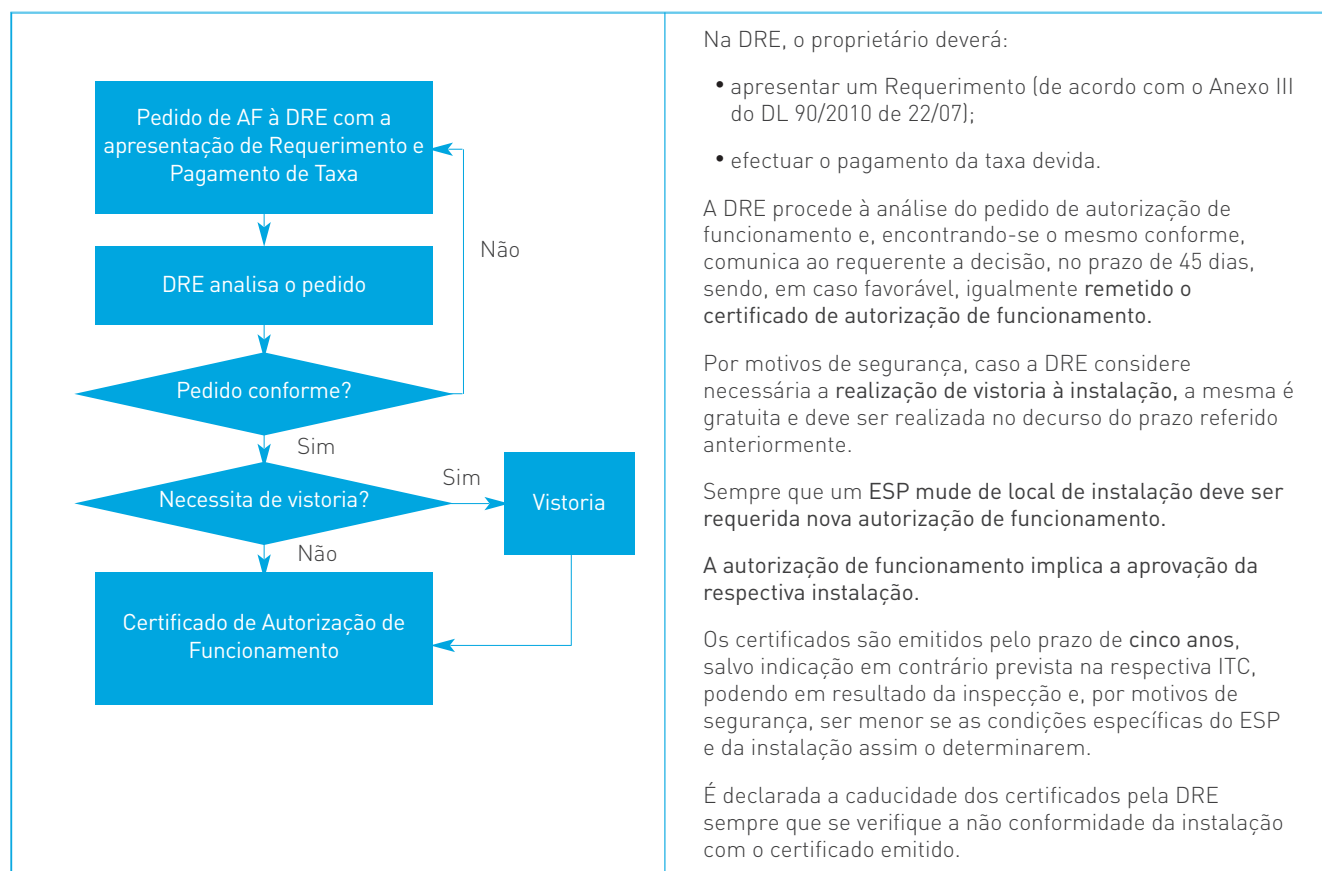 Pedido de AF à DRE com a
apresentação de Requerimento e
Pagamento de Taxa
Não
DRE analisa o pedido
Pedido conforme?
Sim
Necessita de vistoria?
Sim
Vistoria
Não
Certificado de Autorização de
Funcionamento
Na DRE, o proprietário deverá:
• apresentar um Requerimento (de acordo com o Anexo III
do DL 90/2010 de 22/07);
• efectuar o pagamento da taxa devida.
A DRE procede à análise do pedido de autorização de
funcionamento e, encontrando-se o mesmo conforme,
comunica ao requerente a decisão, no prazo de 45 dias,
sendo, em caso favorável, igualmente remetido o
certificado de autorização de funcionamento.
Por motivos de segurança, caso a DRE considere
necessária a realização de vistoria à instalação, a mesma é
gratuita e deve ser realizada no decurso do prazo referido
anteriormente.
Sempre que um ESP mude de local de instalação deve ser
requerida nova autorização de funcionamento.
A autorização de funcionamento implica a aprovação da
respectiva instalação.
Os certificados são emitidos pelo prazo de cinco anos,
salvo indicação em contrário prevista na respectiva ITC,
podendo em resultado da inspecção e, por motivos de
segurança, ser menor se as condições específicas do ESP
e da instalação assim o determinarem.
É declarada a caducidade dos certificados pela DRE
sempre que se verifique a não conformidade da instalação
com o certificado emitido.